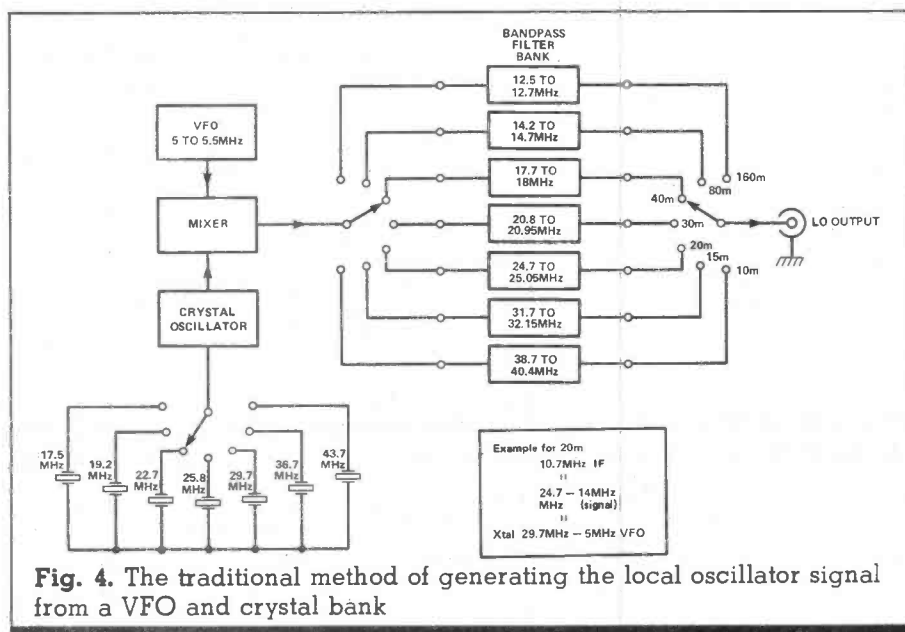 BANDPASS
FILTER
BANK
12.5 TO
12.7MHz
VFO
5 TO 5.5MHz
14.2 TO
14.7MHz
160m
80m
17.7 TO
18MHz
40m
MIXER
20.8 TO
20.95MHz
30m
LO OUTPUT
20m
15m
10m
24.7 TO
25.05MHz
CRYSTAL
OSCILLATOR
31.7 TO
32.15MHz
38.7 TO
40.4MHz
17.5
MHz
19.2
MHz
22.7
MHz
25.8
MHz
29.7
MHz
36.7
MHz
43.7
MHz
Example for 20m
10.7MHz IF
=
24.7 – 14MHz
MHz (signal)
=
Xtal 29.7MHz – 5MHz VFO
Fig. 4. The traditional method of generating the local oscillator signal
from a VFO and crystal bank